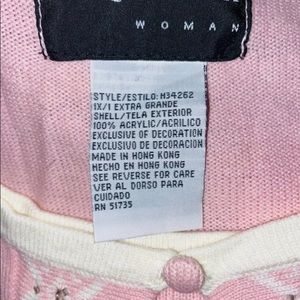 WOMAN
STYLE/ESTILO: H34262
1X/1 EXTRA GRANDE
SHELL/TELA EXTERIOR
100% ACRYLIC/ACRILICO
EXCLUSIVE OF DECORATION
EXCLUSIVO DE DECORACION
MADE IN HONG KONG
HECHO EN HONG KONG
SEE REVERSE FOR CARE
VER AL DORSO PARA
CUIDADO
RN 51735